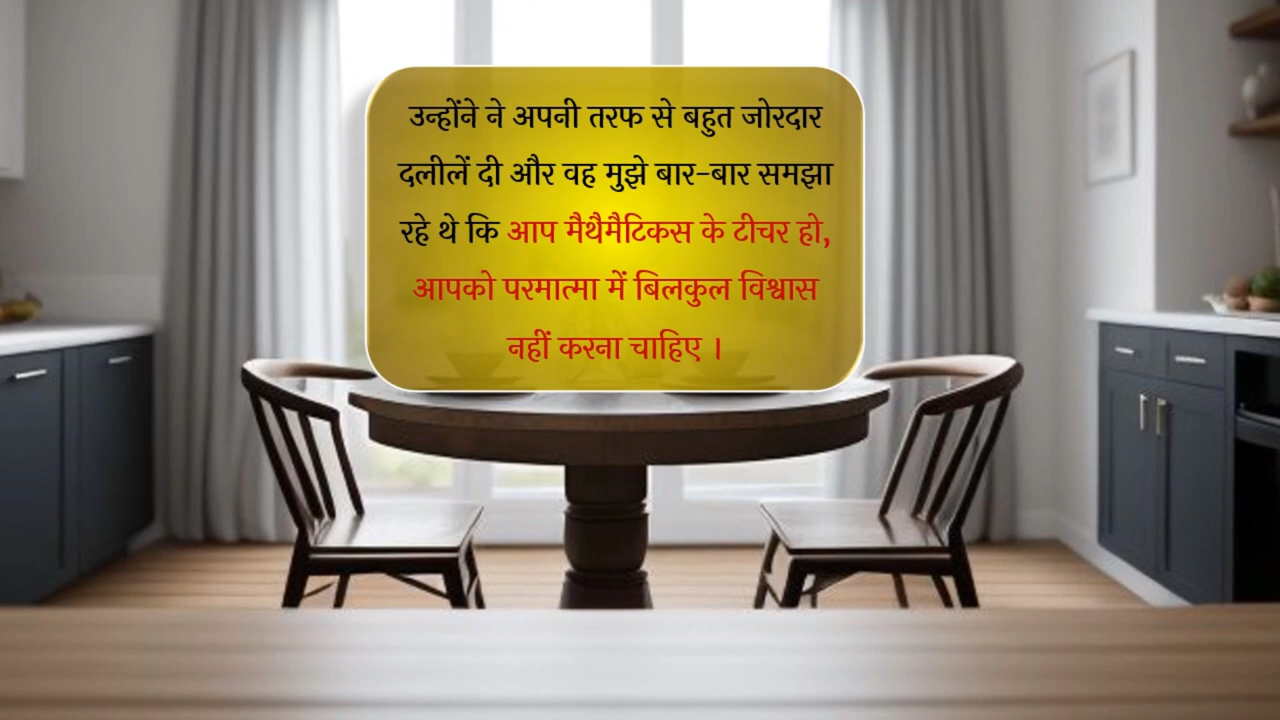 उन्होंने ने अपनी तरफ से बहुत जोरदार
दलीलें दी और वह मुझे बार-बार समझा
रहे थे कि आप मैथैमैटिकस के टीचर हो,
आपको परमात्मा में बिलकुल विश्वास
नहीं करना चाहिए ।